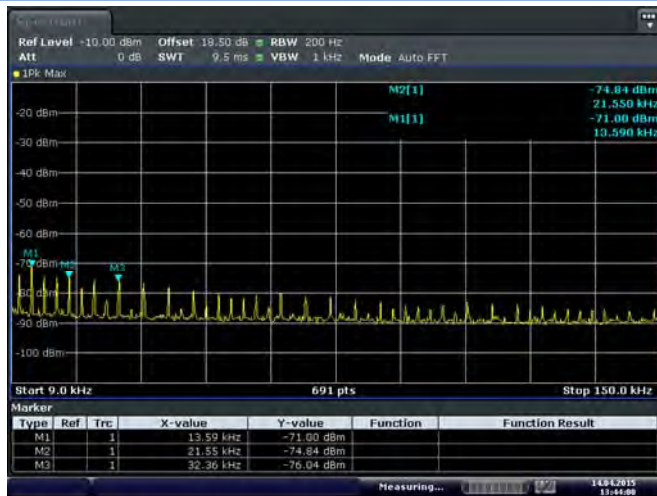 Spectrum
Ref Level -10.00 dBm Offset 18.50 dB RBW 200 Hz
Att 0 dB SWT 9.5 ms VBW 1 kHz Mode Auto FFT
1Pk Max
M2[1] -74.84 dBm
21.550 kHz
M1[1] -71.00 dBm
13.590 kHz
-20 dBm
-30 dBm
-40 dBm
-50 dBm
-60 dBm
M1
-70 dBm M2 M3
-80 dBm
-90 dBm
-100 dBm
Start 9.0 kHz 691 pts Stop 150.0 kHz
Marker
Type Ref Trc X-value Y-value Function Function Result
M1 1 13.59 kHz -71.00 dBm
M2 1 21.55 kHz -74.84 dBm
M3 1 32.36 kHz -76.04 dBm
Measuring... 14.04.2015
13:44:00